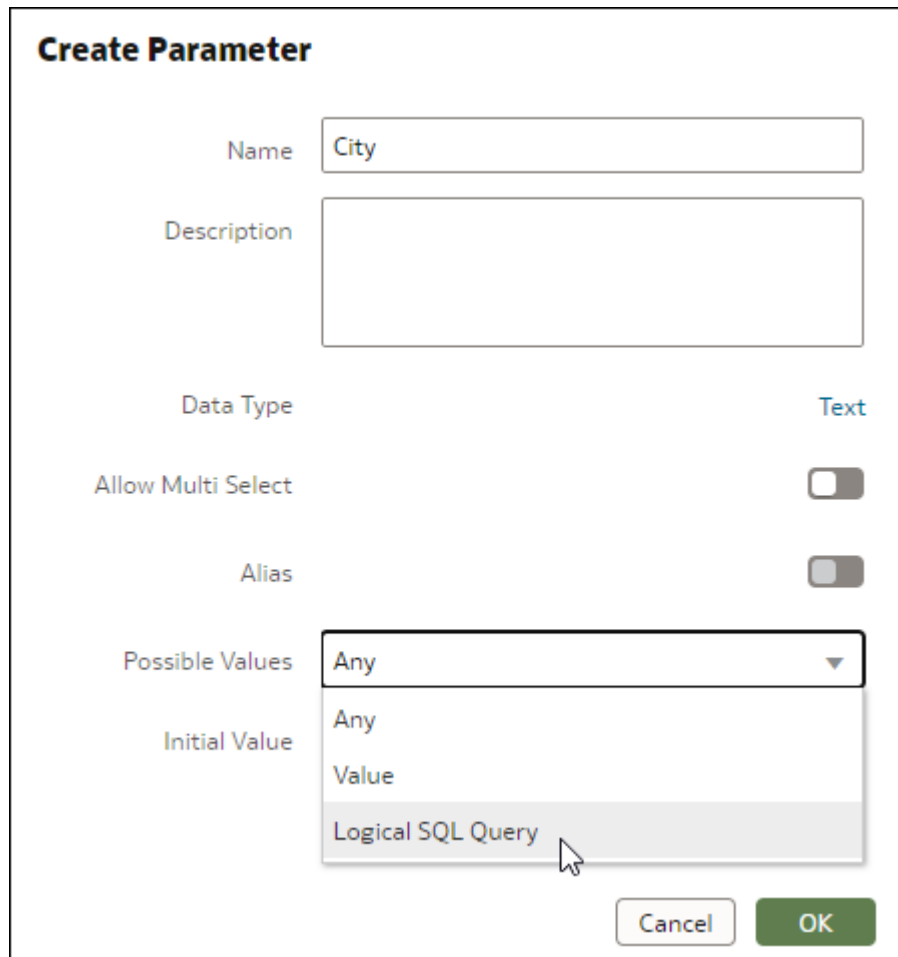 Create Parameter
Name City
Description
Data Type Text
Allow Multi Select
Alias
Possible Values Any
Any
Initial Value
Value
Logical SQL Query
Cancel OK